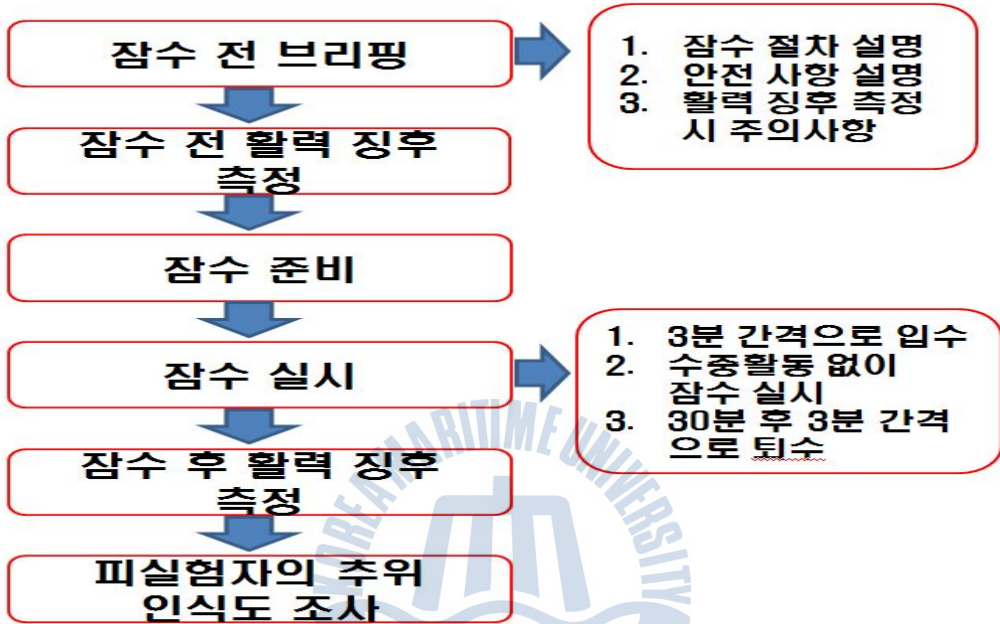 잠수 전 브리핑
1. 잠수 절차 설명
2. 안전 사항 설명
3. 활력 징후 측정
시 주의사항
잠수 전 활력 징후
측정
잠수 준비
잠수 실시
1. 3분 간격으로 입수
2. 수중활동 없이
잠수 실시
3. 30분 후 3분 간격
으로 퇴수
잠수 후 활력 징후
측정
피실험자의 추위
인식도 조사
KOREA MARITIME UNIVERSITY